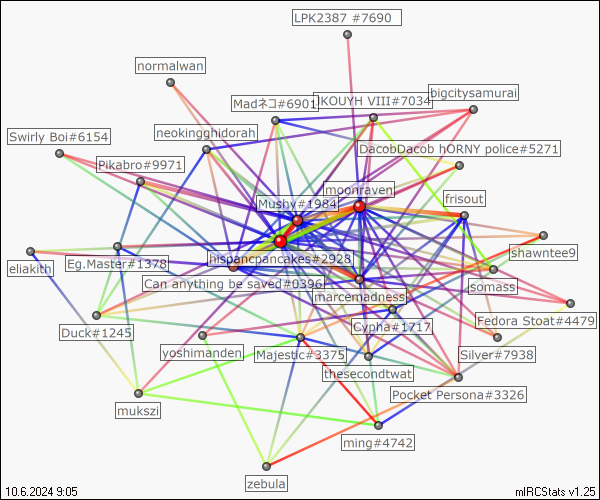 LPK2387 #7690
normalwan
bigcitysamurai
Madネコ#6901
KOUYH VIII#7034
neokingghidorah
Swirly Boi#6154
DacobDacob hORNY police#5271
Pikabro#9971
moonraven
Mushy#1984
frisout
hispancpancakes#2928
Shawntee9
eliakith
Eg.Master#1378
Can anything be saved#0396
somass
marcemadness
Fedora Stoat#4479
Duck#1245
Cypha#1717
yoshimanden
Majestic#3375
Silver#7938
thesecondtwat
Pocket Persona#3326
mukszi
ming#4742
zebula
10.6.2024 9:05
mIRCStats v1.25